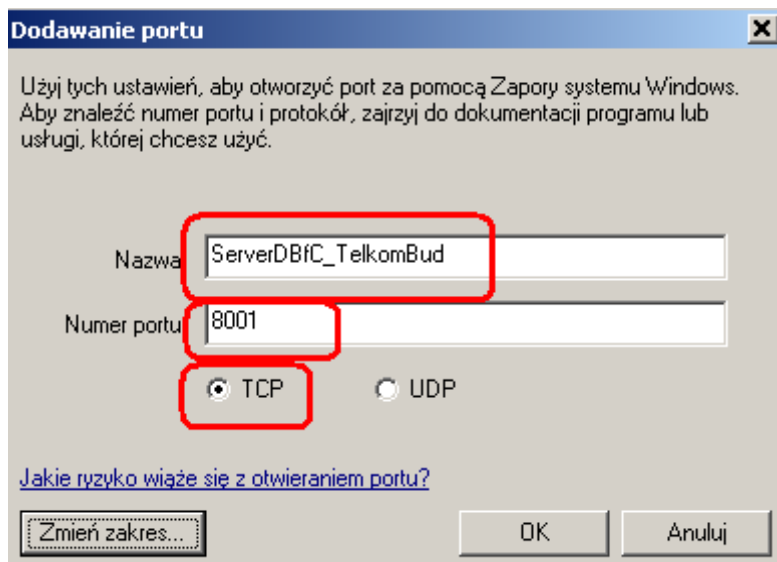 Dodawanie portu
Użyj tych ustawień, aby otworzyć port za pomocą Zapory systemu Windows.
Aby znaleźć numer portu i protokół, zajrzyj do dokumentacji programu lub
usługi, której chcesz użyć.
Nazwa
ServerDBfC_TelkomBud
Numer portu
8001
TCP UDP
Jakie ryzyko wiąże się z otwieraniem portu?
Zmień zakres... OK Anuluj